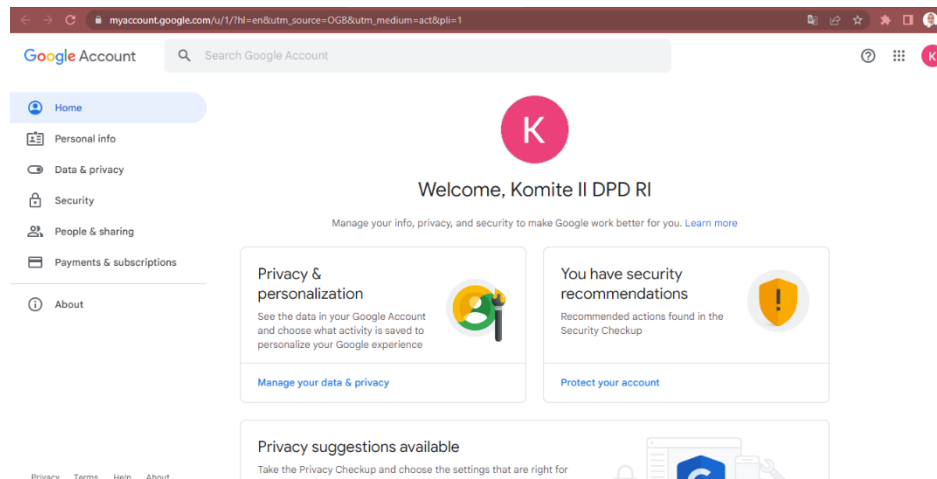 myaccount.google.com/u/1/?hl=en&utm_source=OGB&utm_medium=act&pli=1
Google Account
Search Google Account
K
Home
Personal info
Data & privacy
Security
People & sharing
Payments & subscriptions
About
K
Welcome, Komite II DPD RI
Manage your info, privacy, and security to make Google work better for you. Learn more
Privacy &
personalization
See the data in your Google Account
and choose what activity is saved to
personalize your Google experience
Manage your data & privacy
You have security
recommendations
Recommended actions found in the
Security Checkup
Protect your account
Privacy suggestions available
Take the Privacy Checkup and choose the settings that are right for
Privacy Terms Help About